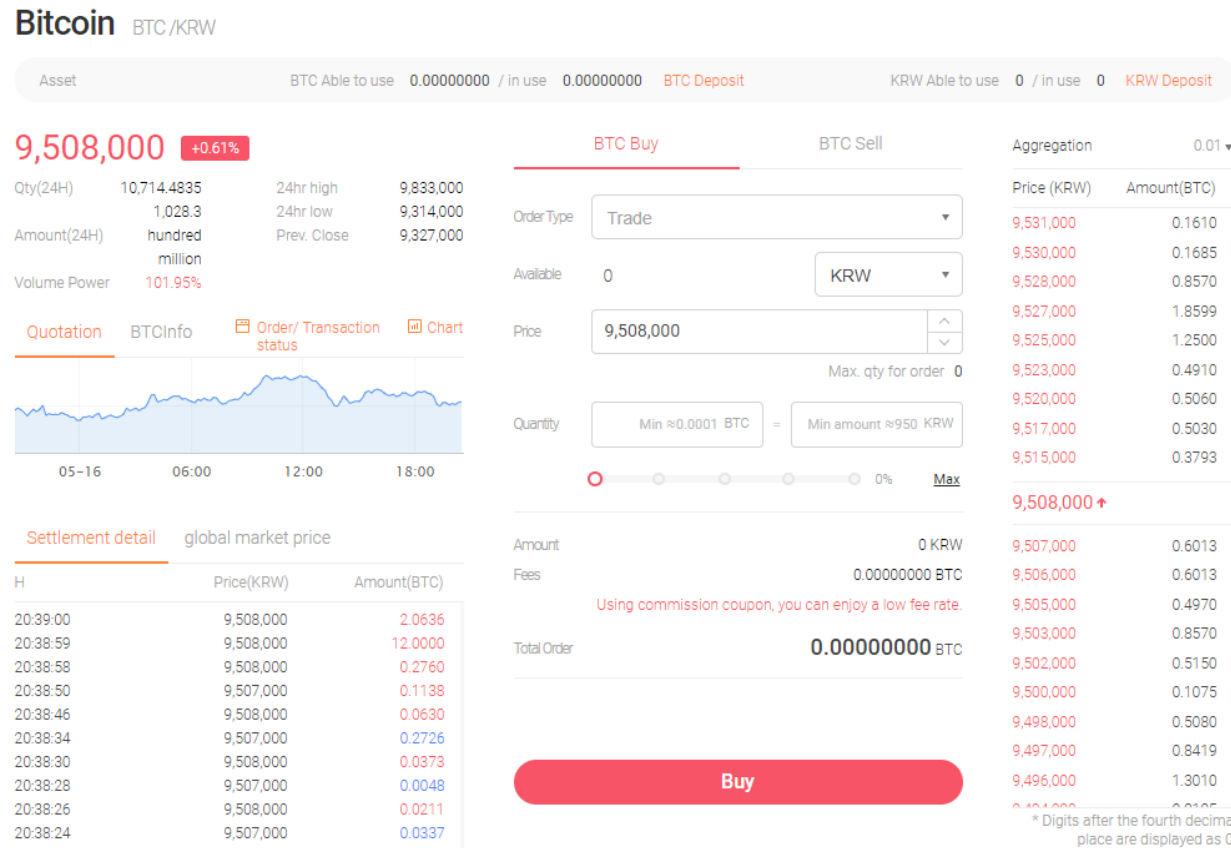 Bitcoin BTC/KRW
Asset BTC Able to use 0.00000000 / in use 0.00000000 BTC Deposit KRW Able to use 0 / in use 0 KRW Deposit
9,508,000 +0.61%
Qty(24H) 10,714.4835 24hr high 9,833,000
1,028.3 24hr low 9,314,000
Amount(24H) hundred Prev. Close 9,327,000
million
Volume Power 101.95%
Quotation BTCInfo Order/ Transaction Chart
status
05-16 06:00 12:00 18:00
Settlement detail global market price
H Price(KRW) Amount(BTC)
20:39:00 9,508,000 2.0636
20:38:59 9,508,000 12.0000
20:38:58 9,508,000 0.2760
20:38:50 9,507,000 0.1138
20:38:46 9,508,000 0.0630
20:38:34 9,507,000 0.2726
20:38:30 9,508,000 0.0373
20:38:28 9,507,000 0.0048
20:38:26 9,508,000 0.0211
20:38:24 9,507,000 0.0337
BTC Buy BTC Sell
Order Type Trade
Available 0 KRW
Price 9,508,000
Max. qty for order 0
Quantity Min ≈0.0001 BTC = Min amount ≈950 KRW
0% Max
Amount 0 KRW
Fees 0.00000000 BTC
Using commission coupon, you can enjoy a low fee rate.
Total Order 0.00000000 BTC
Buy
Aggregation 0.01
Price (KRW) Amount(BTC)
9,531,000 0.1610
9,530,000 0.1685
9,528,000 0.8570
9,527,000 1.8599
9,525,000 1.2500
9,523,000 0.4910
9,520,000 0.5060
9,517,000 0.5030
9,515,000 0.3793
9,508,000
9,507,000 0.6013
9,506,000 0.6013
9,505,000 0.4970
9,503,000 0.8570
9,502,000 0.5150
9,500,000 0.1075
9,498,000 0.5080
9,497,000 0.8419
9,496,000 1.3010
* Digits after the fourth decima
place are displayed as 0